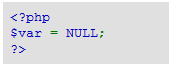 <?php
$var = NULL;
?>